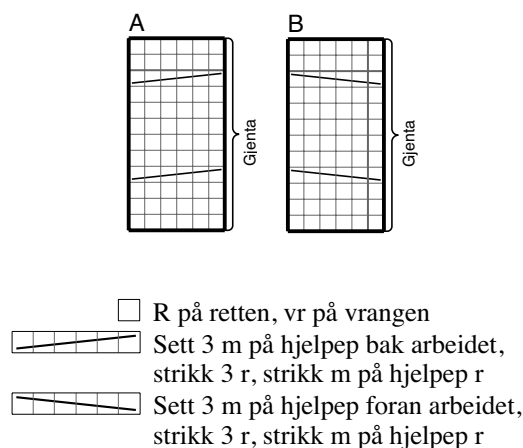 A
B
Gjenta
Gjenta
R på retten, vr på vrangen
Sett 3 m på hjelpep bak arbeidet,
strikk 3 r, strikk m på hjelpep r
Sett 3 m på hjelpep foran arbeidet,
strikk 3 r, strikk m på hjelpep r